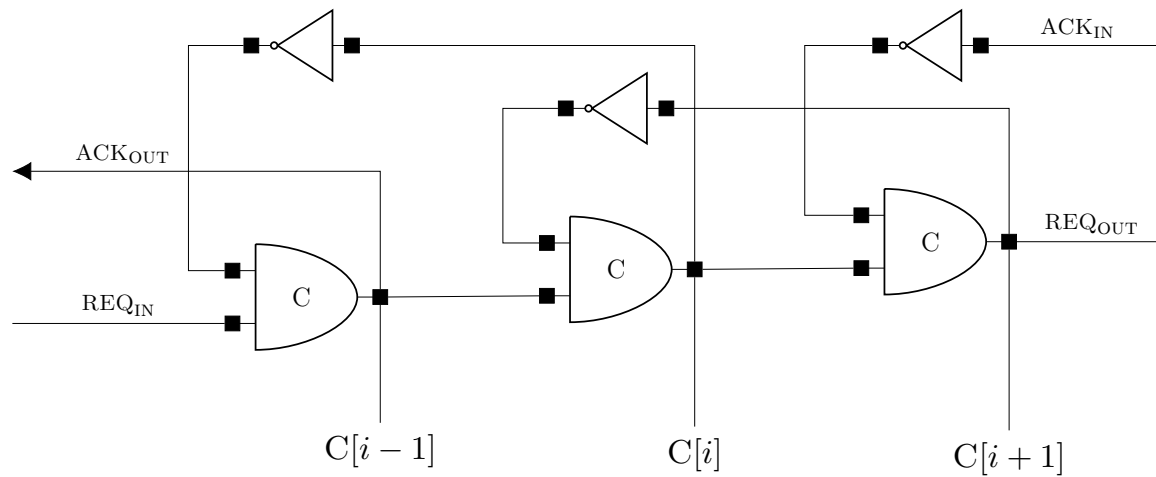 ACK_IN
ACK_OUT
C
REQ_OUT
C
REQ_IN
C
C[i − 1]
C[i]
C[i + 1]